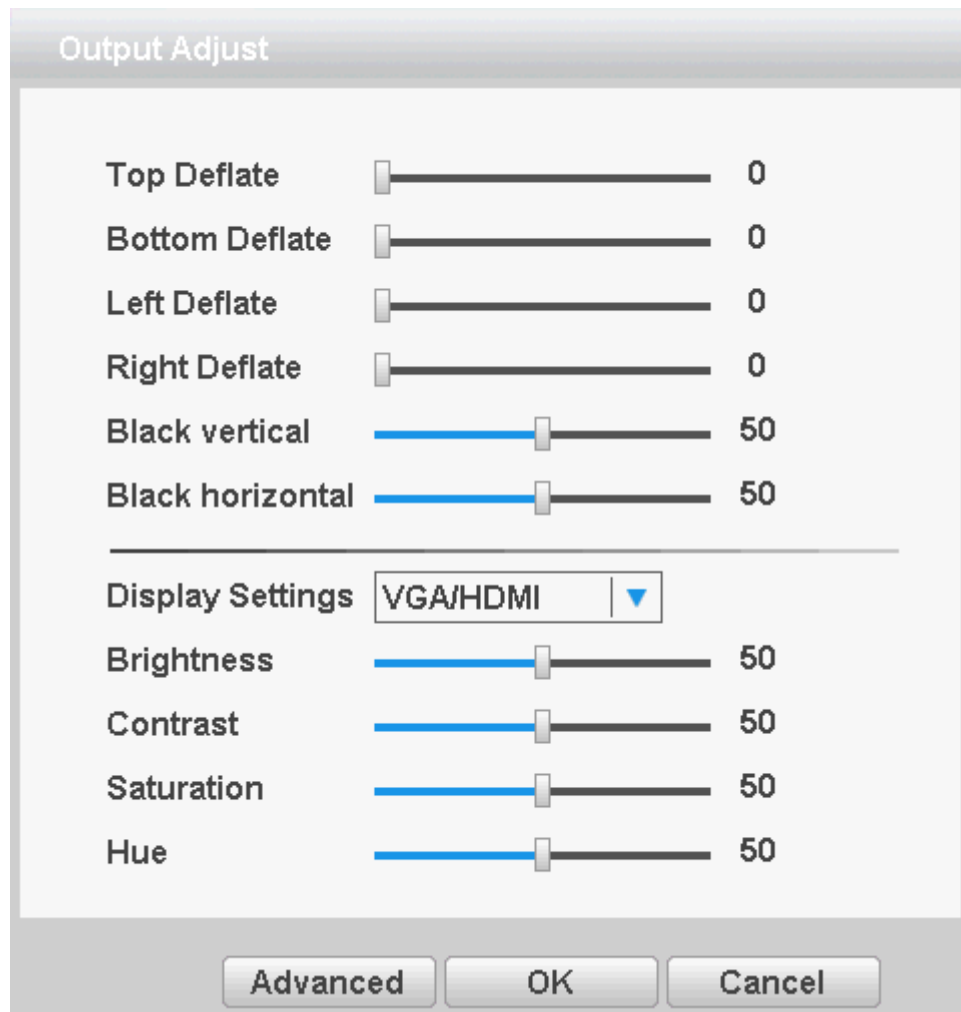 Output Adjust
Top Deflate 0
Bottom Deflate 0
Left Deflate 0
Right Deflate 0
Black vertical 50
Black horizontal 50
Display Settings VGA/HDMI
Brightness 50
Contrast 50
Saturation 50
Hue 50
Advanced OK Cancel